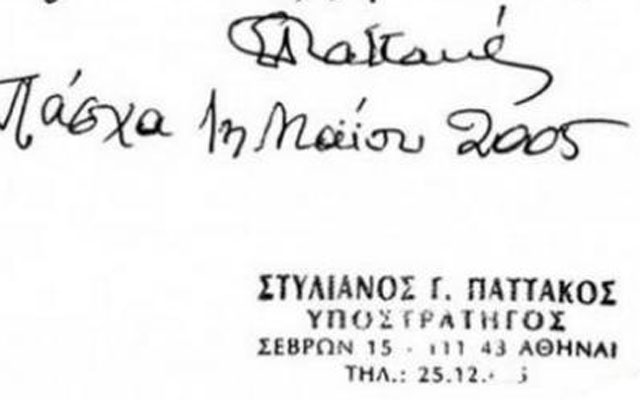 Πάσχα 1η Μαΐου 2005
ΣΤΥΛΙΑΝΟΣ Γ. ΠΑΤΤΑΚΟΣ
ΥΠΟΣΤΡΑΤΗΓΟΣ
ΣΕΒΡΩΝ 15 - 111 43 ΑΘΗΝΑΙ
ΤΗΛ.: 25.12.